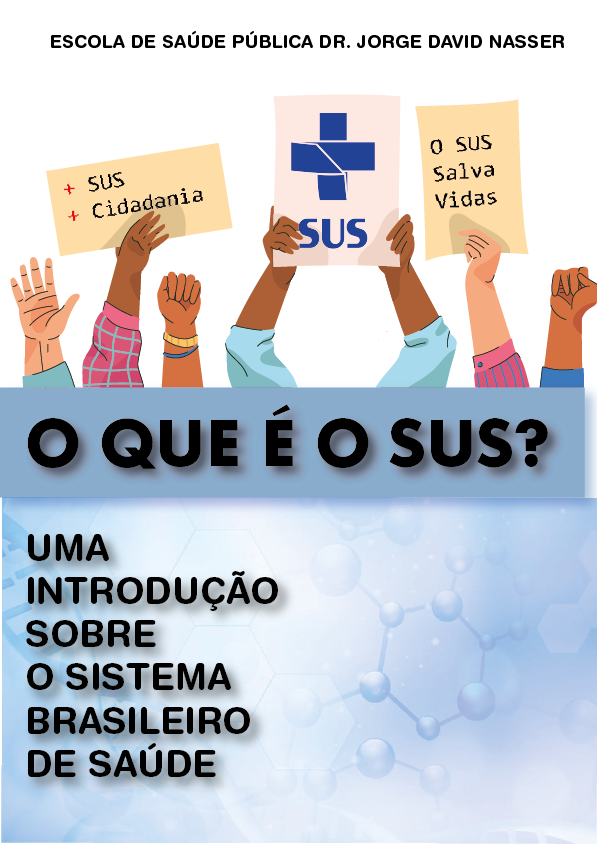 ESCOLA DE SAÚDE PÚBLICA DR. JORGE DAVID NASSER
+ SUS
+ Cidadania
SUS
O SUS
Salva
Vidas
O QUE É O SUS?
UMA
INTRODUÇÃO
SOBRE
O SISTEMA
BRASILEIRO
DE SAÚDE